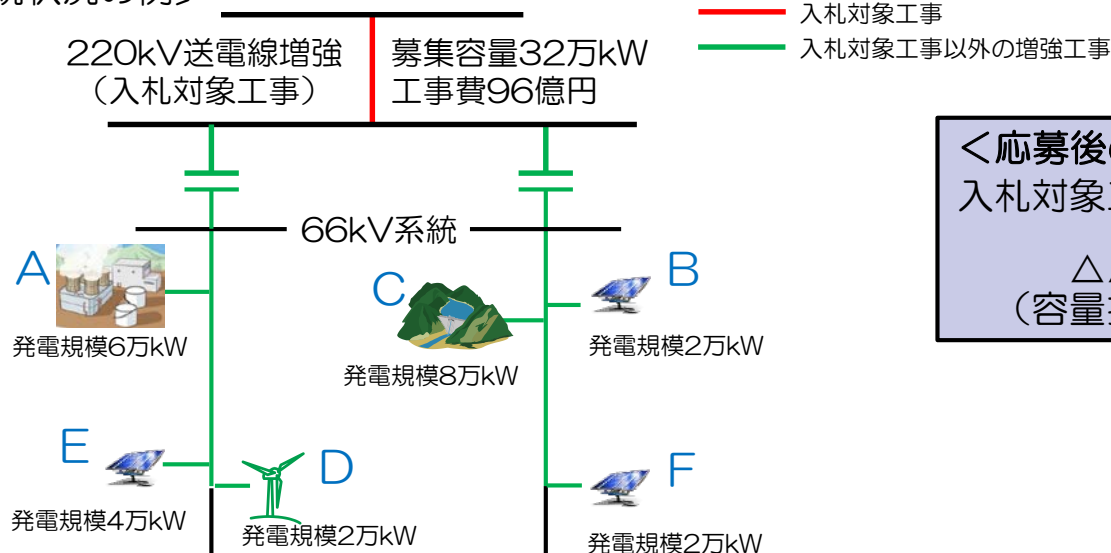 入札対象工事
入札対象工事以外の増強工事
220kV送電線増強
（入札対象工事）
募集容量32万kW
工事費96億円
＜応募後
入札対象
（容量
66kV系統
A
発電規模6万kW
C
発電規模8万kW
B
発電規模2万kW
E
発電規模4万kW
D
発電規模2万kW
F
発電規模2万kW